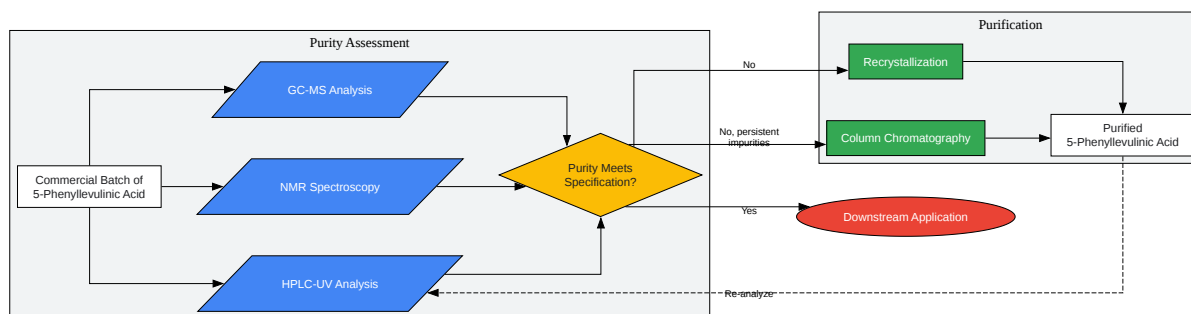 Purity Assessment
Purification
GC-MS Analysis
No
Recrystallization
Commercial Batch of
5-Phenyllevulinic Acid
NMR Spectroscopy
Purity Meets
Specification?
No, persistent
impurities
Column Chromatography
Purified
5-Phenyllevulinic Acid
Yes
Downstream Application
HPLC-UV Analysis
Re-analyze